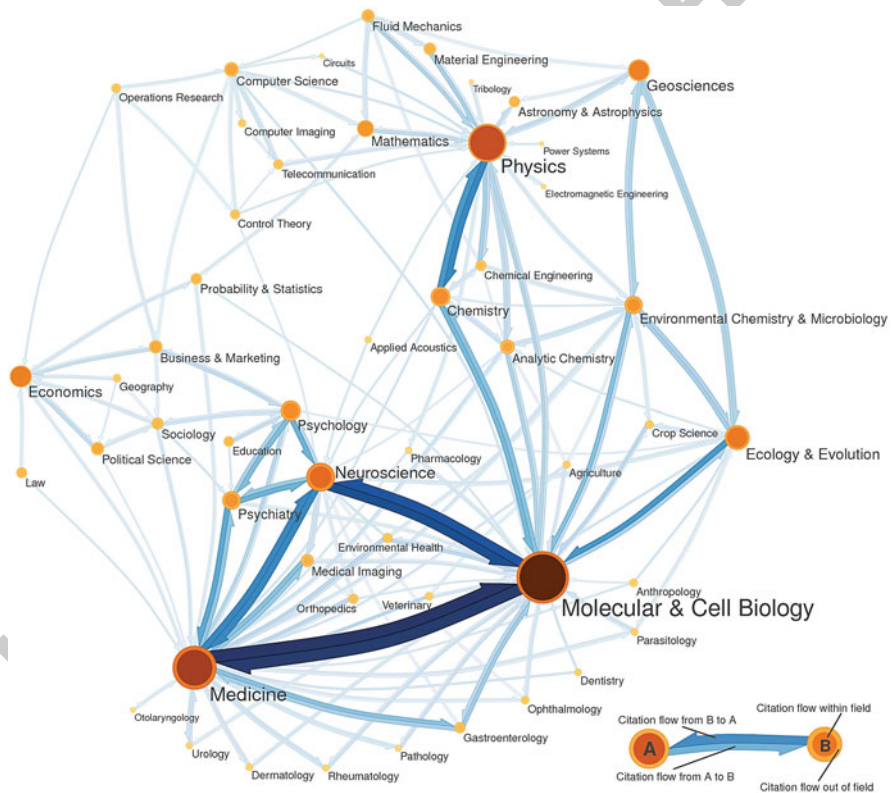 Fluid Mechanics
Circuits
Material Engineering
Computer Science
Geosciences
Tribology
Operations Research
Astronomy & Astrophysics
Computer Imaging
Mathematics
Power Systems
Physics
Telecommunication
Electromagnetic Engineering
Control Theory
Chemical Engineering
Probability & Statistics
Chemistry
Environmental Chemistry & Microbiology
Applied Acoustics
Business & Marketing
Analytic Chemistry
Economics
Geography
Psychology
Sociology
Crop Science
Education
Political Science
Ecology & Evolution
Pharmacology
Neuroscience
Agriculture
Law
Psychiatry
Environmental Health
Medical Imaging
Anthropology
Orthopedics
Veterinary
Molecular & Cell Biology
Parasitology
Dentistry
Medicine
Ophthalmology
Otolaryngology
Gastroenterology
Urology
Pathology
Dermatology
Rheumatology
Citation flow from B to A
Citation flow within field
A
B
Citation flow from A to B
Citation flow out of field